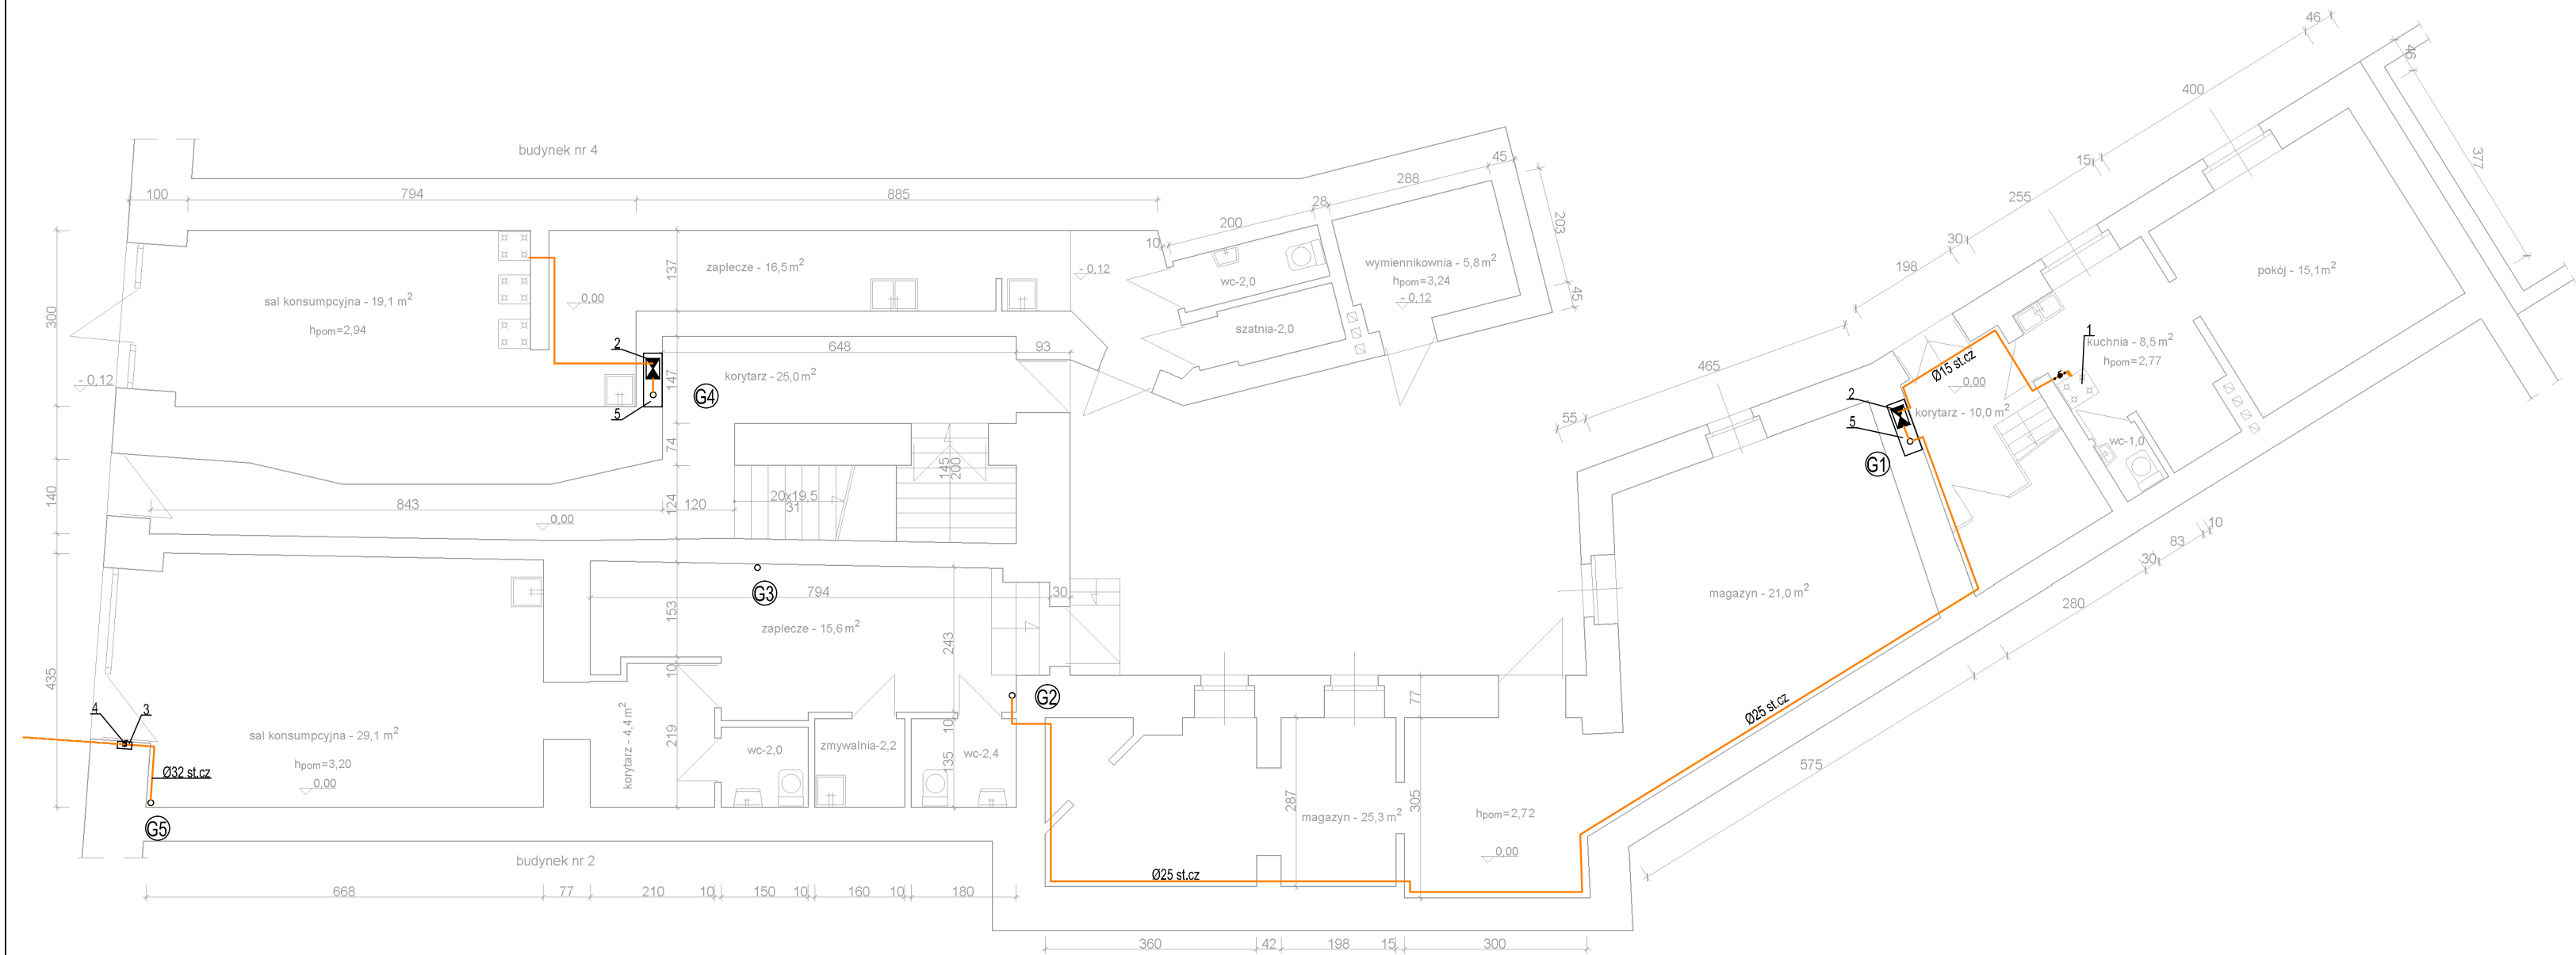 46
46
400
377
budynek nr 4
15
45
288
100
794
885
28
200
255
203
10
137
zaplecze - 16,5 m²
wymiennikownia - 5,8 m²
hpom=3,24
- 0,12
30
- 0,12
wc-2,0
198
pokój - 15,1m²
sal konsumpcyjna - 19,1 m²
0,00
45
hpom=2,94
300
szatnia-2,0
1
2
648
93
kuchnia - 8,5 m²
hpom=2,77
465
Ø15 st.cz
0,00
- 0,12
147
korytarz - 25,0 m²
G4
5
2
korytarz - 10,0 m²
55
5
wc-1,0
74
G1
145
200
140
843
120
124
20x19,5
31
0,00
10
83
30
G3
794
30
magazyn - 21,0 m²
280
153
zaplecze - 15,6 m²
243
435
10
G2
77
Ø25 st.cz
4
3
sal konsumpcyjna - 29,1 m²
korytarz - 4,4 m²
219
10
wc-2,0
zmywalnia-2,2
wc-2,4
135
hpom=3,20
0,00
Ø32 st.cz
575
287
305
magazyn - 25,3 m²
hpom=2,72
G5
0,00
budynek nr 2
Ø25 st.cz
668
77
210
10
150
10
160
10
180
360
42
198
15
300